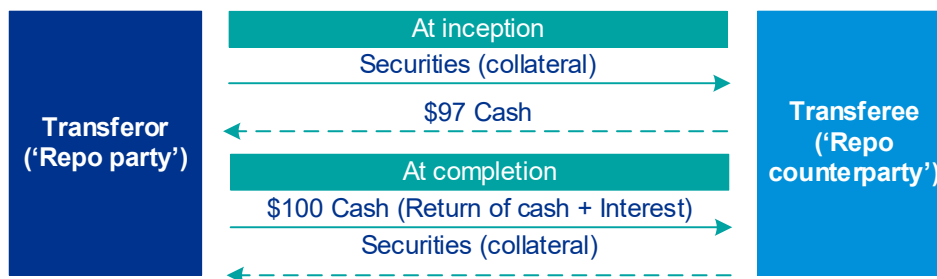 Transferor
(‘Repo party’)
At inception
Securities (collateral)
$97 Cash
At completion
$100 Cash (Return of cash + Interest)
Securities (collateral)
Transferee
(‘Repo
counterparty’)